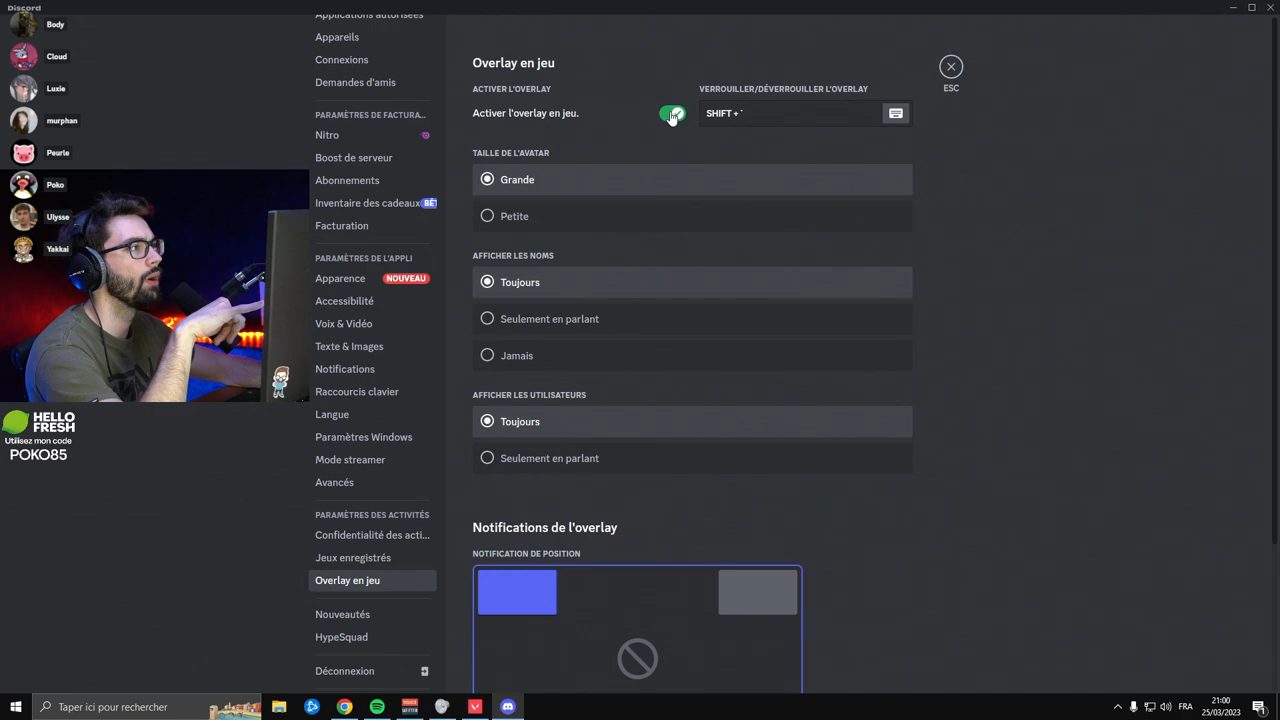 Discord
Body
Cloud
Luxie
murphan
Peurle
Poko
Ulysse
Yakkai
HELLO
FRESH
Utilisez mon code
POKO85
Applications autorisées
Appareils
Connexions
Demandes d'amis
PARAMÈTRES DE FACTURA...
Nitro
Boost de serveur
Abonnements
Inventaire des cadeaux BÊT
Facturation
PARAMÈTRES DE L'APPLI
Apparence NOUVEAU
Accessibilité
Voix & Vidéo
Texte & Images
Notifications
Raccourcis clavier
Langue
Paramètres Windows
Mode streamer
Avancés
PARAMÈTRES DES ACTIVITÉS
Confidentialité des acti...
Jeux enregistrés
Overlay en jeu
Nouveautés
HypeSquad
Déconnexion
Overlay en jeu
ACTIVER L'OVERLAY
Activer l'overlay en jeu.
VERROUILLER/DÉVERROUILLER L'OVERLAY
SHIFT + `
ESC
TAILLE DE L'AVATAR
Grande
Petite
AFFICHER LES NOMS
Toujours
Seulement en parlant
Jamais
AFFICHER LES UTILISATEURS
Toujours
Seulement en parlant
Notifications de l'overlay
NOTIFICATION DE POSITION
Taper ici pour rechercher
FRA
21:00
25/03/2023